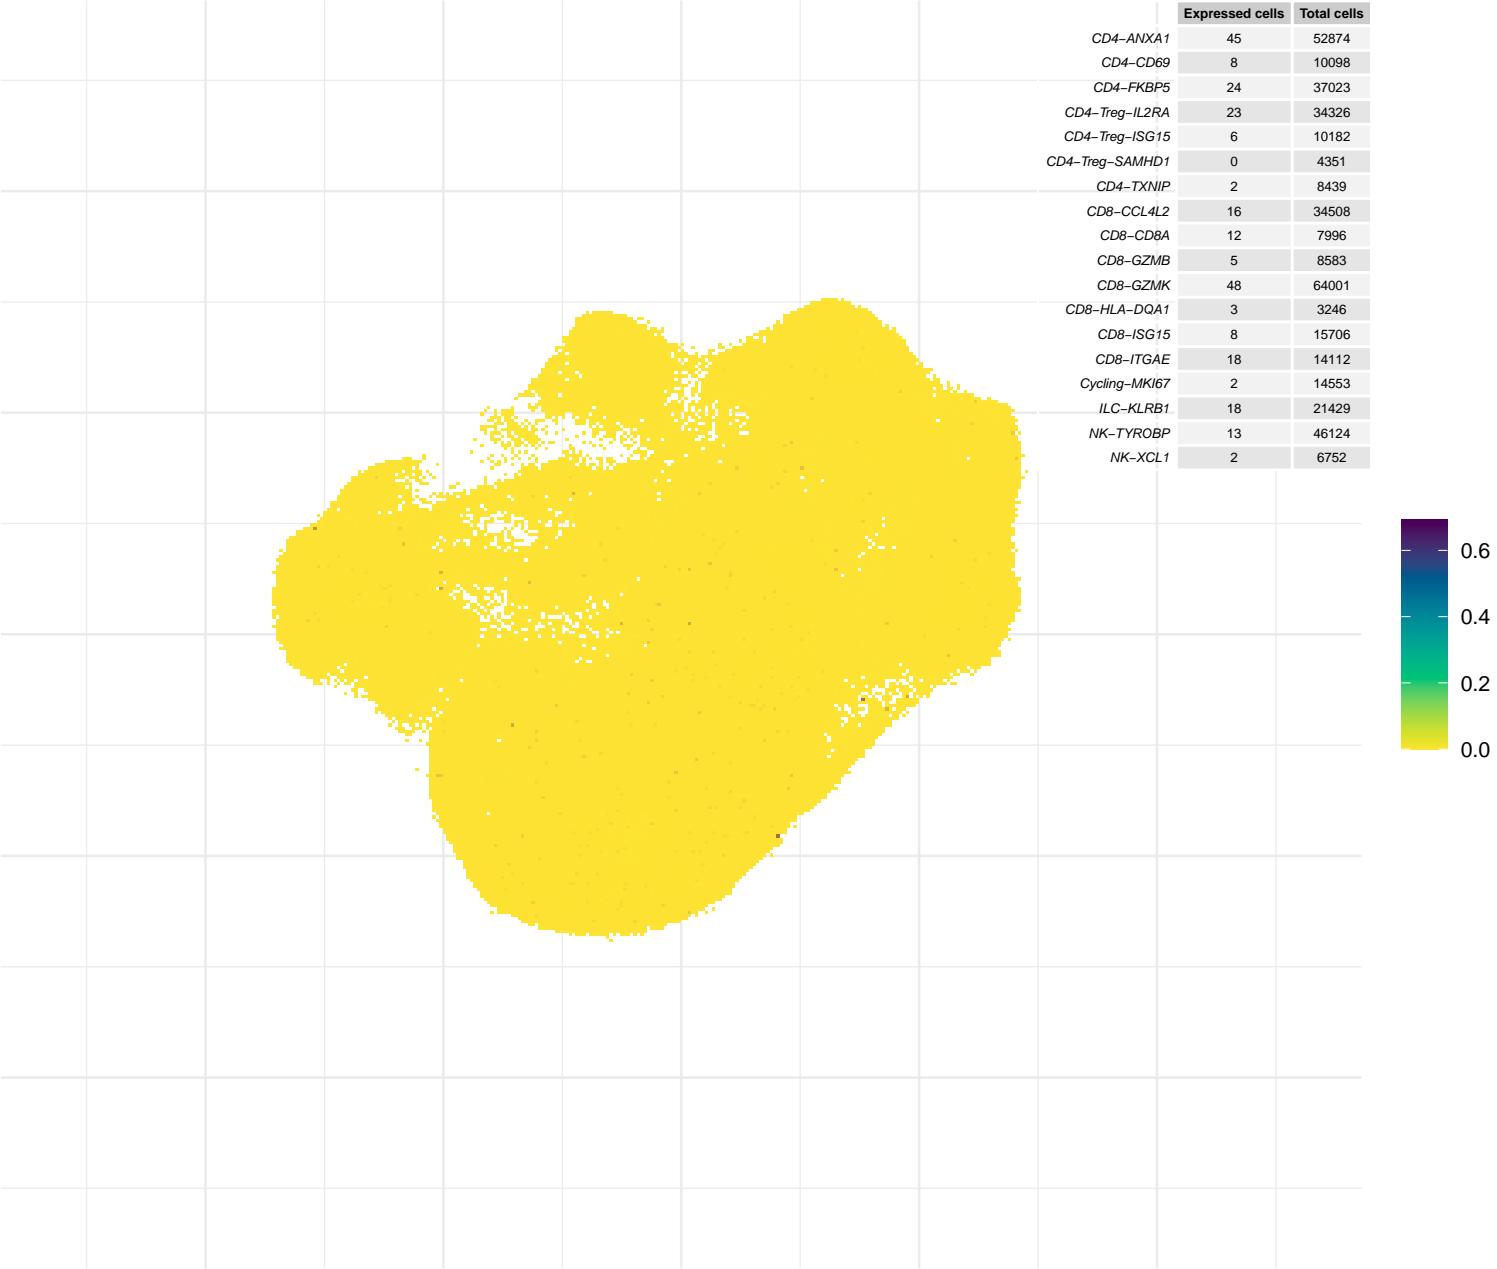 Expressed cells Total cells
CD4−ANXA1 45 52874
CD4−CD69 8 10098
CD4−FKBP5 24 37023
CD4−Treg−IL2RA 23 34326
CD4−Treg−ISG15 6 10182
CD4−Treg−SAMHD1 0 4351
CD4−TXNIP 2 8439
CD8−CCL4L2 16 34508
CD8−CD8A 12 7996
CD8−GZMB 5 8583
CD8−GZMK 48 64001
CD8−HLA−DQA1 3 3246
CD8−ISG15 8 15706
CD8−ITGAE 18 14112
Cycling−MKI67 2 14553
ILC−KLRB1 18 21429
NK−TYROBP 13 46124
NK−XCL1 2 6752
0.6
0.4
0.2
0.0